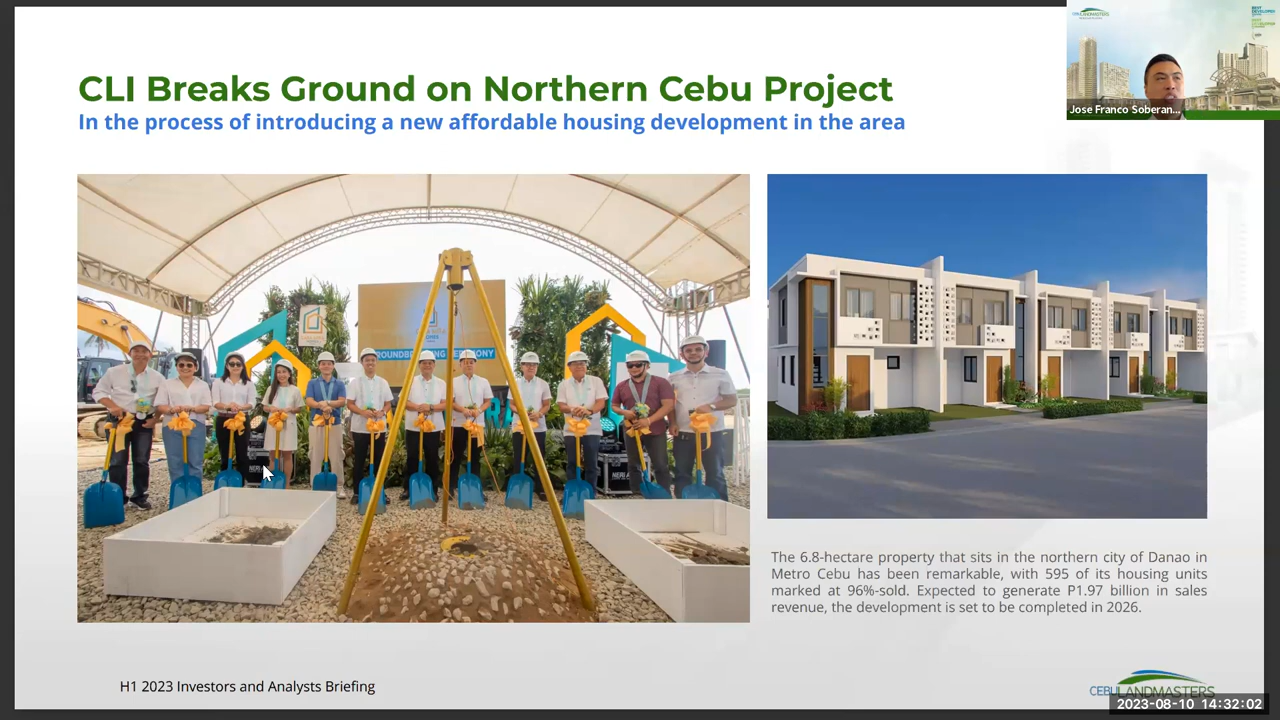 CEBULANDMASTERS
Jose Franco Soberan...
CLI Breaks Ground on Northern Cebu Project
In the process of introducing a new affordable housing development in the area
GROUNDBREAKING CEREMONY
The 6.8-hectare property that sits in the northern city of Danao in
Metro Cebu has been remarkable, with 595 of its housing units
marked at 96%-sold. Expected to generate P1.97 billion in sales
revenue, the development is set to be completed in 2026.
H1 2023 Investors and Analysts Briefing
CEBULANDMASTERS
2023-08-10 14:32:02